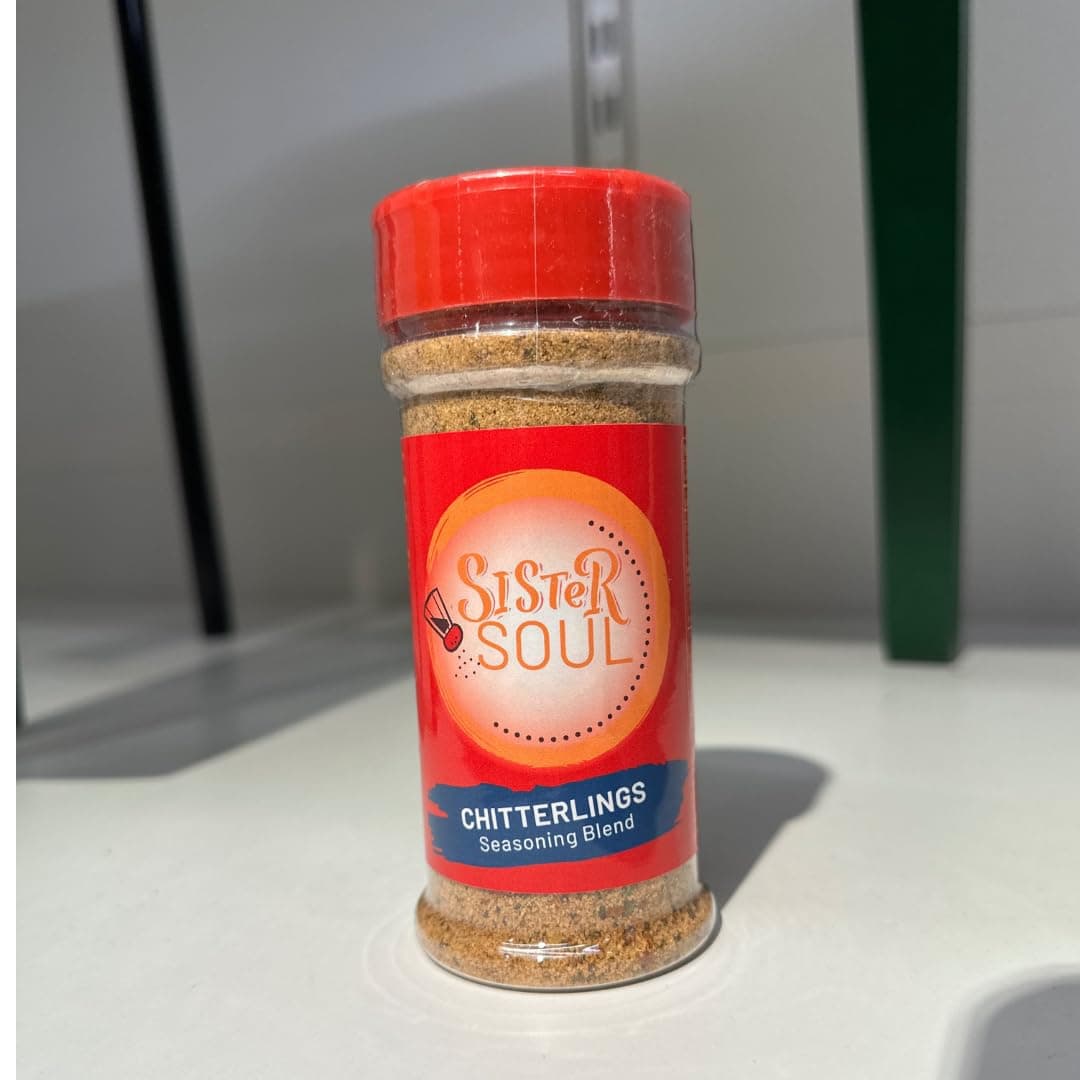 SISTeR
SOUL
CHITTERLINGS
Seasoning Blend